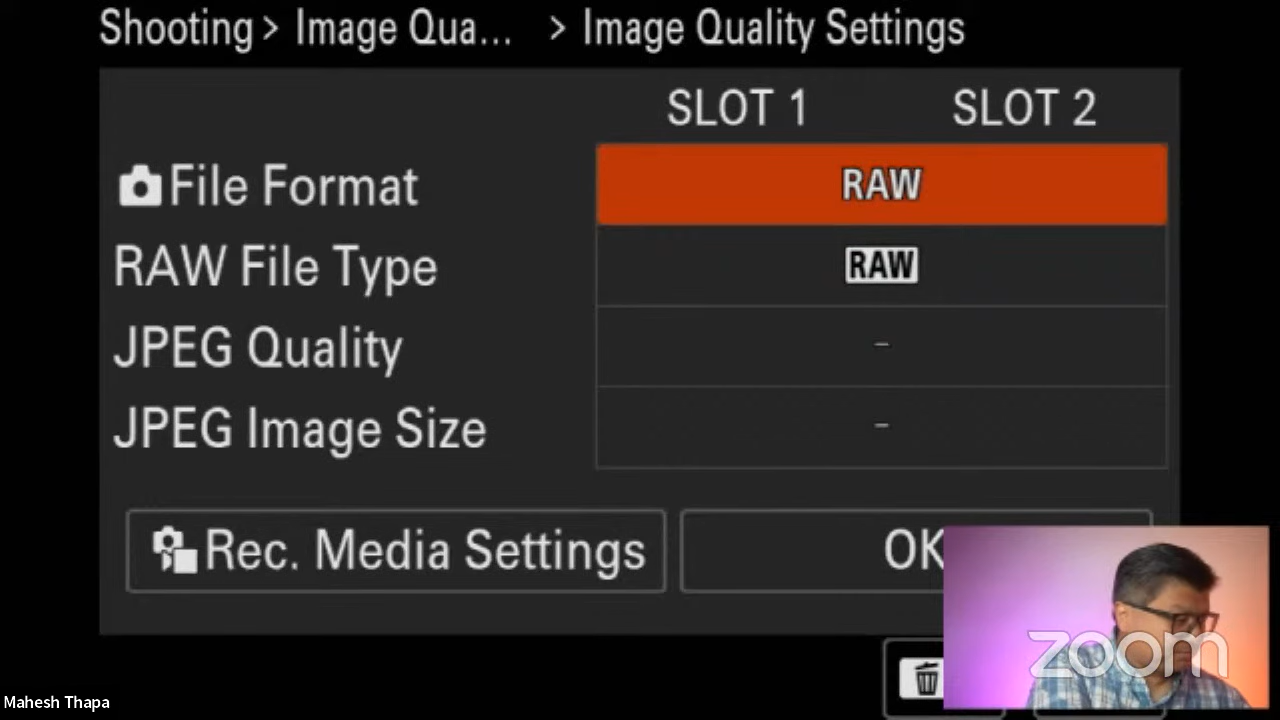 Shooting > Image Qua... > Image Quality Settings
SLOT 1 SLOT 2
File Format RAW
RAW File Type RAW
JPEG Quality –
JPEG Image Size –
Rec. Media Settings OK
zoom
Mahesh Thapa